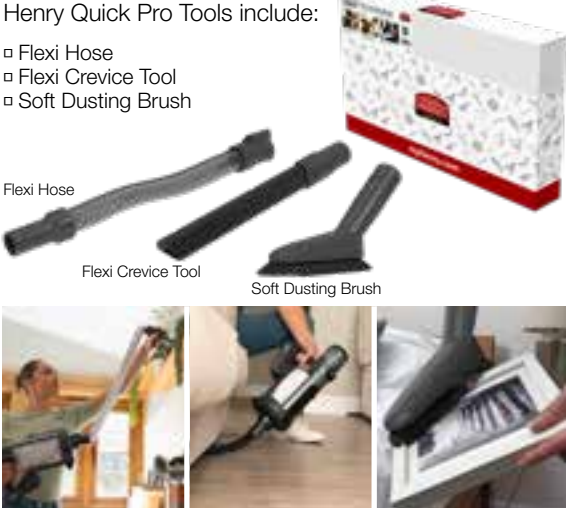 Henry Quick Pro Tools include:
▫ Flexi Hose
▫ Flexi Crevice Tool
▫ Soft Dusting Brush
Flexi Hose
Flexi Crevice Tool
Soft Dusting Brush